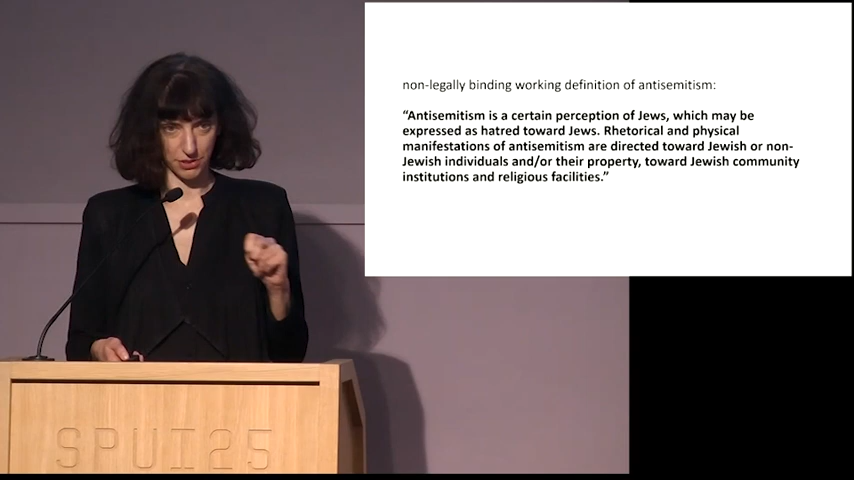 non-legally binding working definition of antisemitism:
“Antisemitism is a certain perception of Jews, which may be
expressed as hatred toward Jews. Rhetorical and physical
manifestations of antisemitism are directed toward Jewish or non-
Jewish individuals and/or their property, toward Jewish community
institutions and religious facilities.”
SPUI25